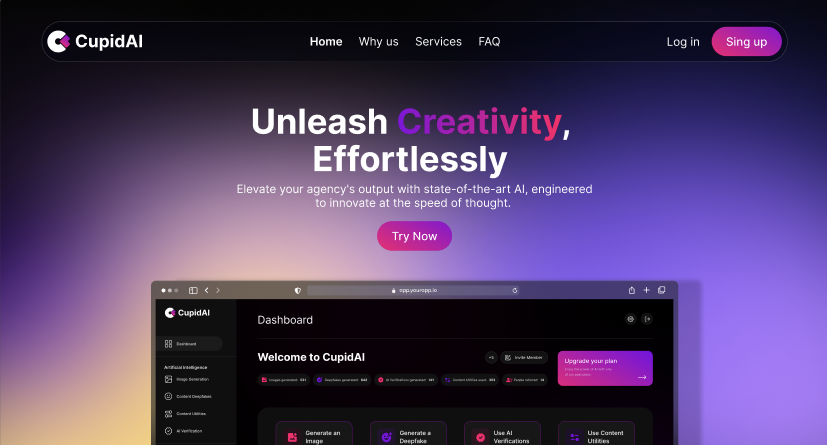 CupidAI
Home Why us Services FAQ
Log in Sing up
Unleash Creativity,
Effortlessly
Elevate your agency's output with state-of-the-art AI, engineered
to innovate at the speed of thought.
Try Now
app.yourapp.io
CupidAI
Dashboard
Dashboard
Artificial Intelligence
Image Generation
Content Deepfakes
Content Utilities
AI Verification
Welcome to CupidAI
+5 Invite Member
Images generated
Deepfakes generated
AI Verifications generated
Content Utilities used
People referred
Upgrade your plan
Generate an
Image
Generate a
Deepfake
Use AI
Verifications
Use Content
Utilities